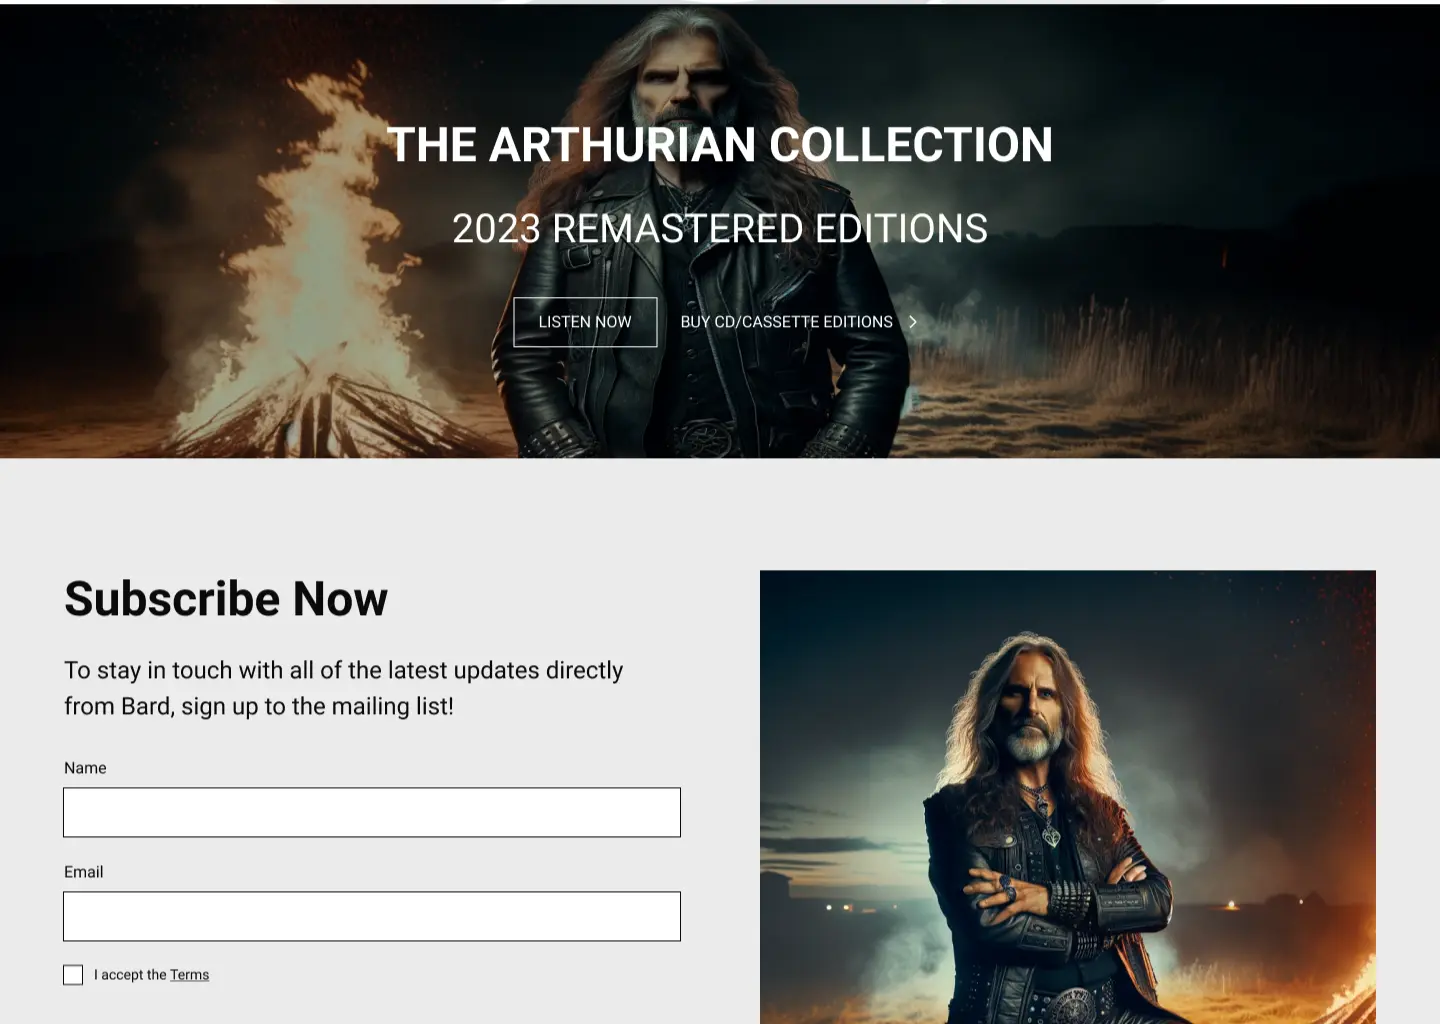 THE ARTHURIAN COLLECTION
2023 REMASTERED EDITIONS
LISTEN NOW
BUY CD/CASSETTE EDITIONS
Subscribe Now
To stay in touch with all of the latest updates directly
from Bard, sign up to the mailing list!
Name
Email
I accept the Terms